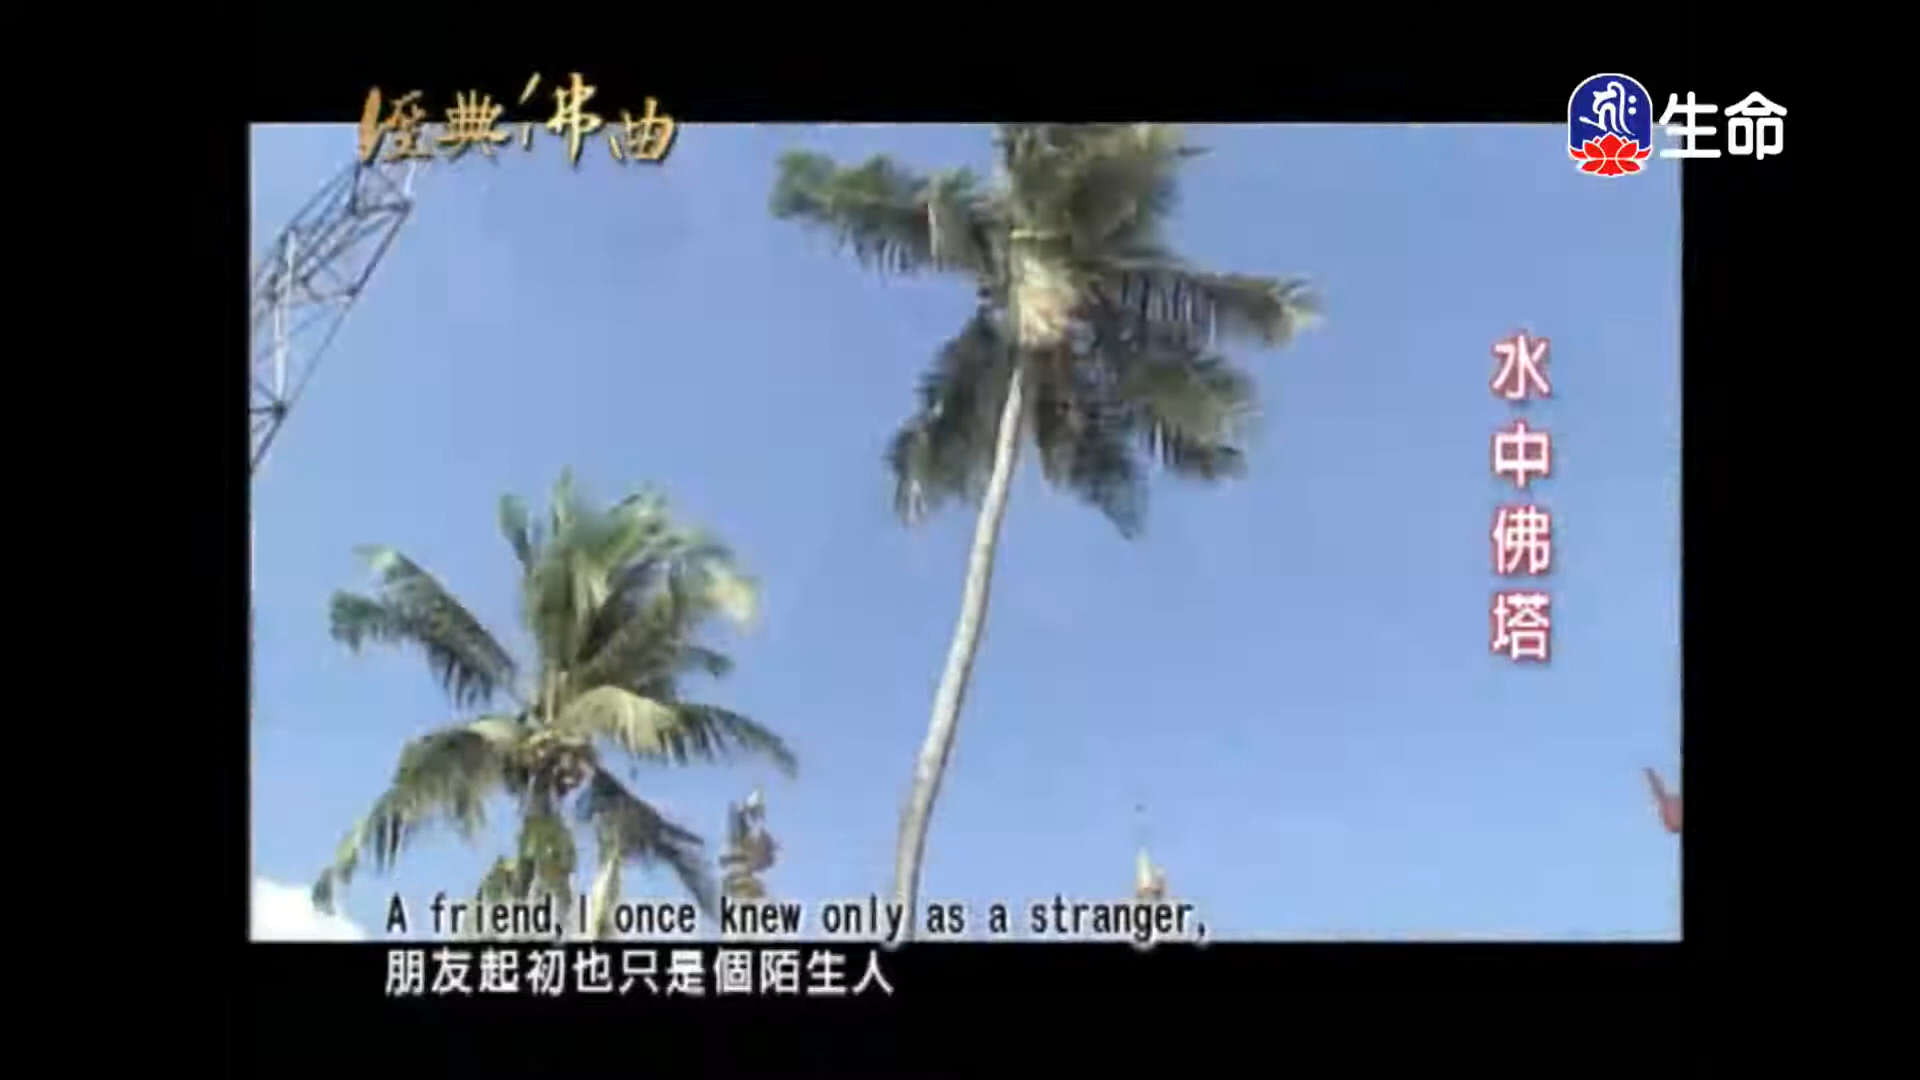 經典佛曲
生命
水中佛塔
A friend,I once knew only as a stranger,
朋友起初也只是個陌生人